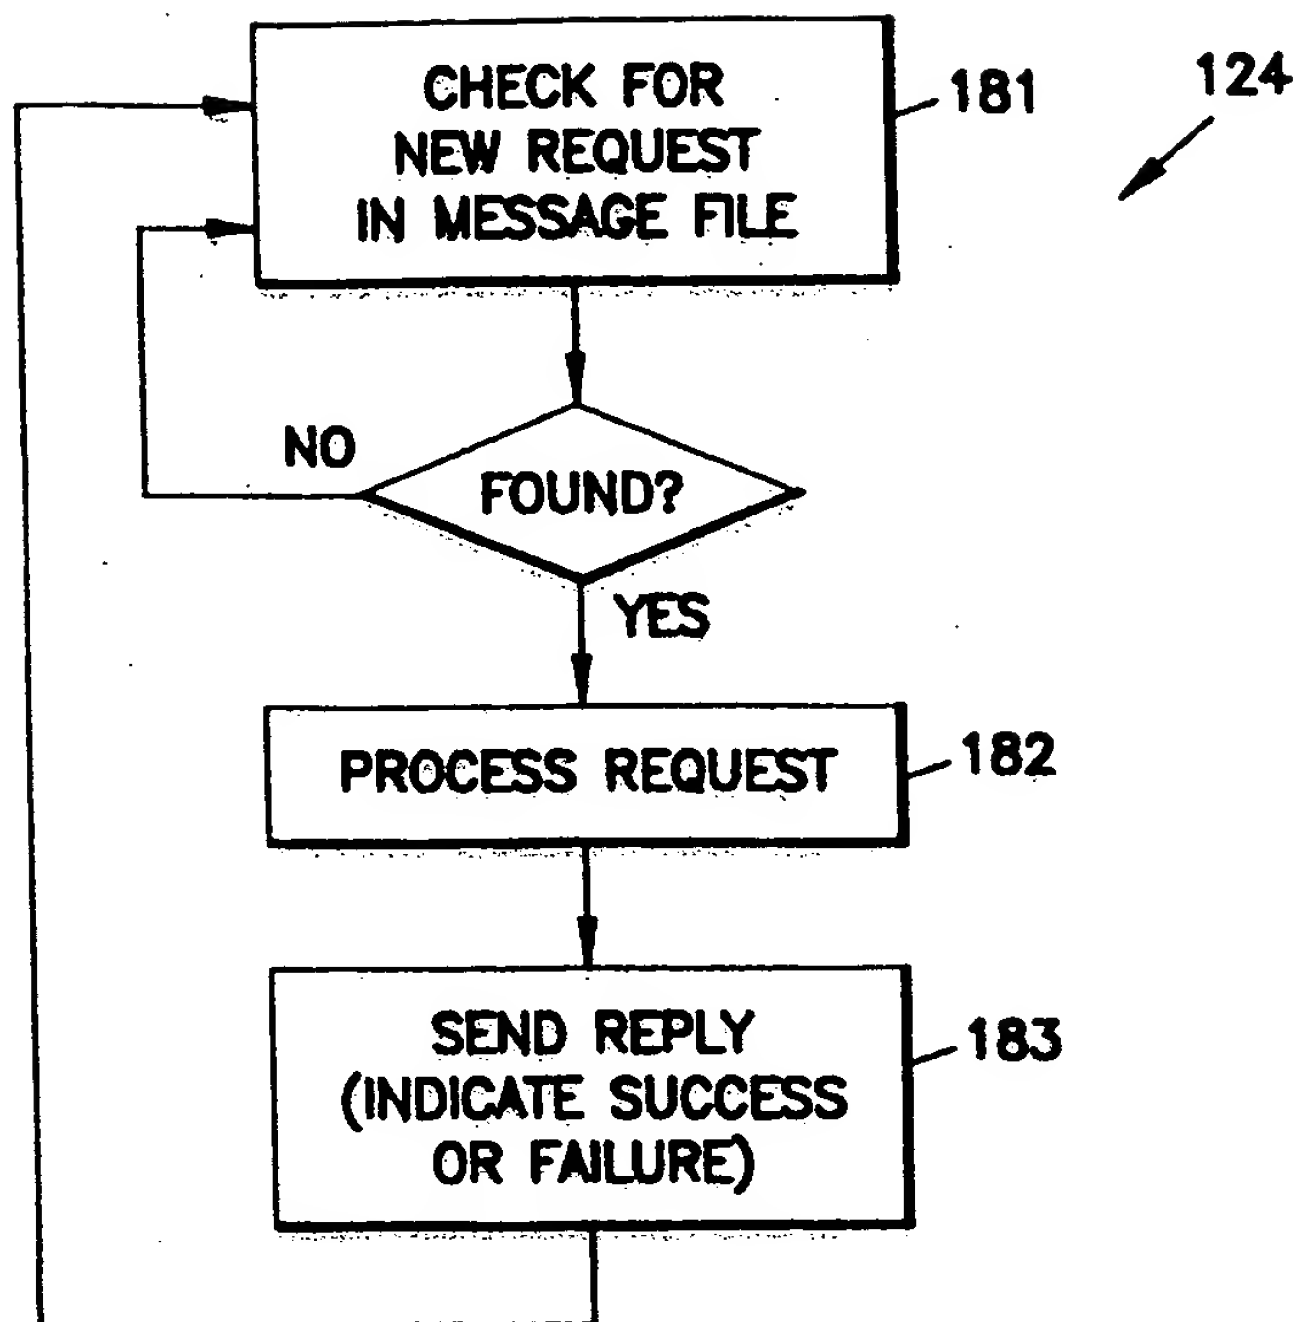 CHECK FOR
NEW REQUEST
IN MESSAGE FILE
181
124
NO
FOUND?
YES
PROCESS REQUEST
182
SEND REPLY
(INDICATE SUCCESS
OR FAILURE)
183